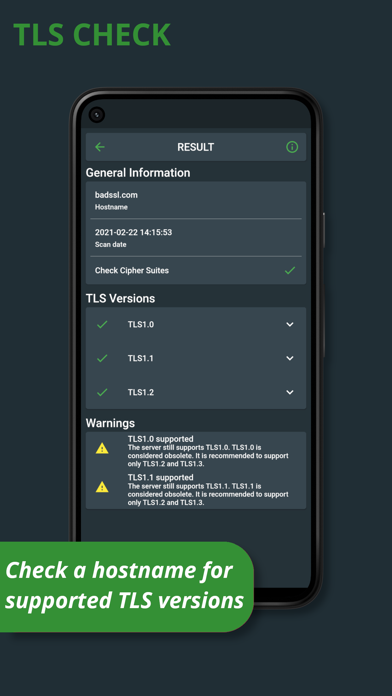 TLS CHECK
RESULT
General Information
badssl.com
Hostname
2021-02-22 14:15:53
Scan date
Check Cipher Suites
TLS Versions
TLS1.0
TLS1.1
TLS1.2
Warnings
TLS1.0 supported
The server still supports TLS1.0. TLS1.0 is
considered obsolete. It is recommended to support
only TLS1.2 and TLS1.3.
TLS1.1 supported
The server still supports TLS1.1. TLS1.1 is
considered obsolete. It is recommended to support
only TLS1.2 and TLS1.3.
Check a hostname for
supported TLS versions